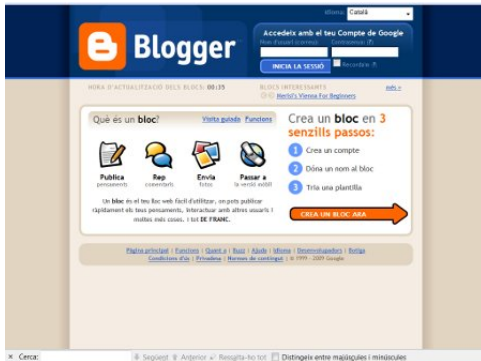 Idioma: Català
Blogger
Accedeix amb el teu Compte de Google
Nom d'usuari (correu) Contrasenya (?)
INICIA LA SESSIÓ Recorda'm (?)
HORA D'ACTUALITZACIÓ DELS BLOCS: 00:25
BLOCS INTERESSANTS més »
Herbsl's Vienna For Beginners
Què és un bloc? Visita guiada Funcions
Publica
pensaments
Rep
comentaris
Envia
fotos
Passar a
la versió mòbil
Un bloc és el teu lloc web fàcil d'utilitzar, on pots publicar
ràpidament els teus pensaments, interactuar amb altres usuaris i
moltes més coses. I tot DE FRANC.
Crea un bloc en 3
senzills passos:
1 Crea un compte
2 Dóna un nom al bloc
3 Tria una plantilla
CREA UN BLOC ARA
Pàgina principal | Funcions | Quant a | Buzz | Ajuda | Idioma | Desenvolupadors | Botiga
Condicions d'ús | Privadesa | Normes de contingut | © 1999 - 2009 Google
× Cerca: Següent Anterior Ressalta-ho tot Distingeix entre majúscules i minúscules